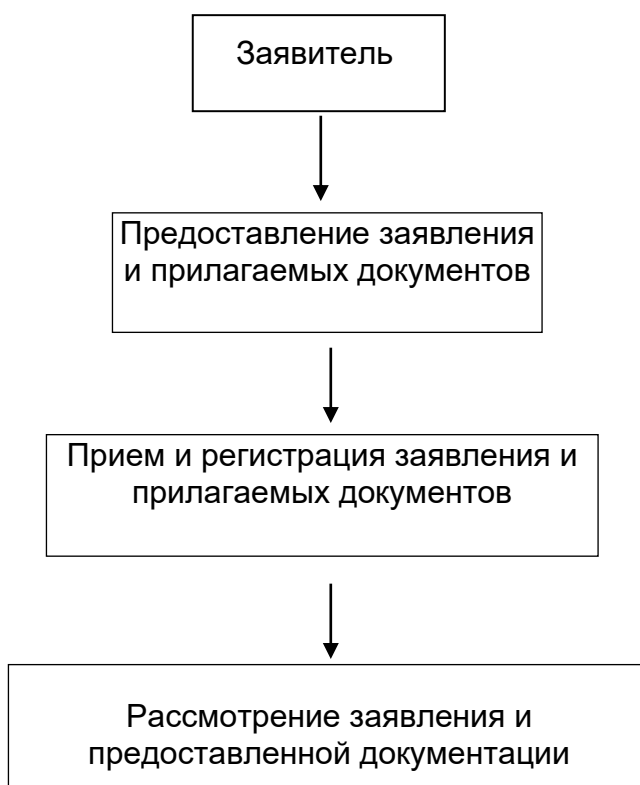 Заявитель
Предоставление заявления
и прилагаемых документов
Прием и регистрация заявления и
прилагаемых документов
Рассмотрение заявления и
предоставленной документации